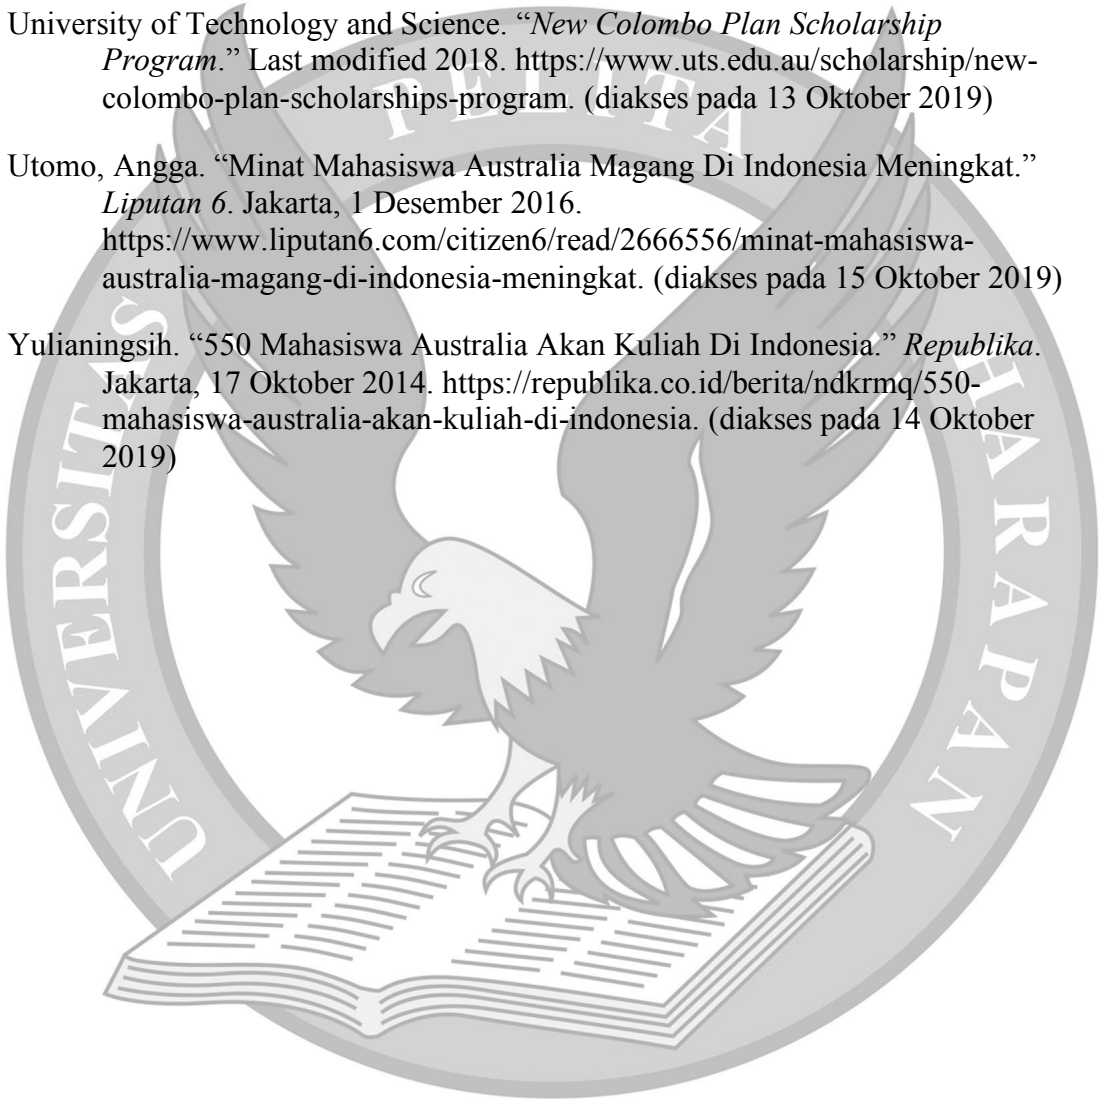 University of Technology and Science. “New Colombo Plan Scholarship
Program.” Last modified 2018. https://www.uts.edu.au/scholarship/new-
colombo-plan-scholarships-program. (diakses pada 13 Oktober 2019)
Utomo, Angga. “Minat Mahasiswa Australia Magang Di Indonesia Meningkat.”
Liputan 6. Jakarta, 1 Desember 2016.
https://www.liputan6.com/citizen6/read/2666556/minat-mahasiswa-
australia-magang-di-indonesia-meningkat. (diakses pada 15 Oktober 2019)
Yulianingsih. “550 Mahasiswa Australia Akan Kuliah Di Indonesia.” Republika.
Jakarta, 17 Oktober 2014. https://republika.co.id/berita/ndkrmq/550-
mahasiswa-australia-akan-kuliah-di-indonesia. (diakses pada 14 Oktober
2019)
UNIVERSITAS PELITA HARAPAN